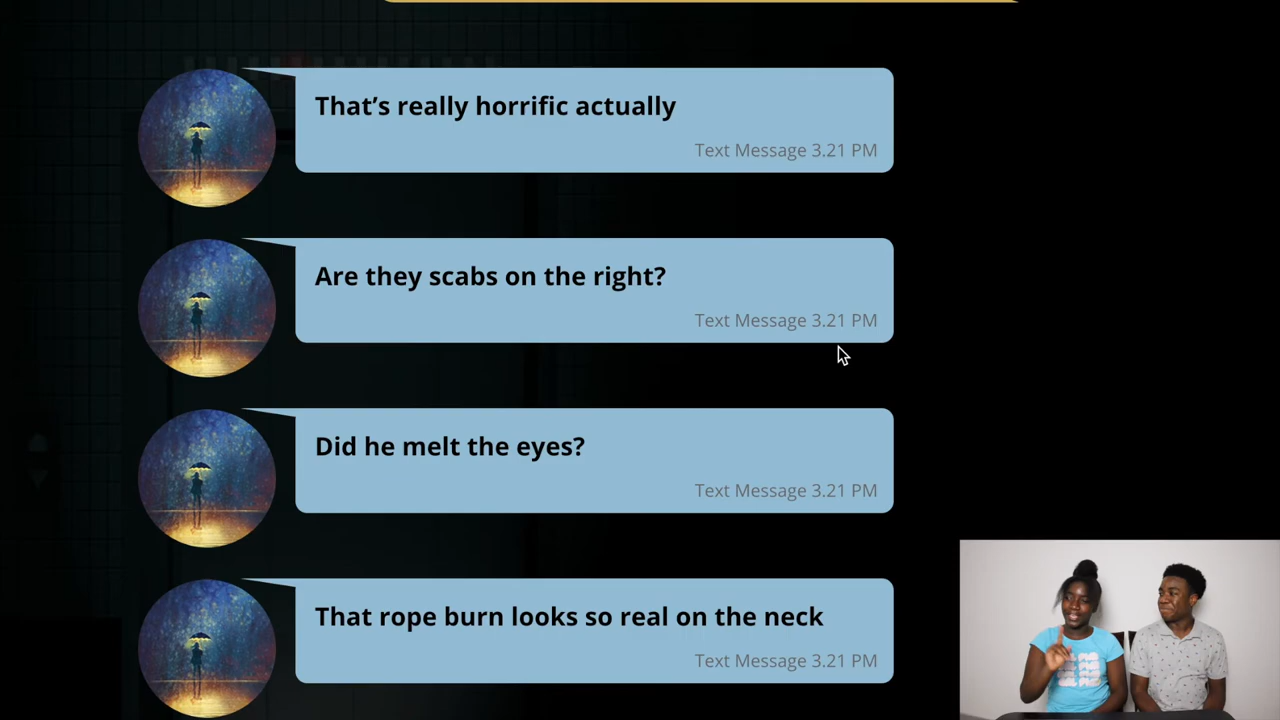 That’s really horrific actually
Text Message 3.21 PM
Are they scabs on the right?
Text Message 3.21 PM
Did he melt the eyes?
Text Message 3.21 PM
That rope burn looks so real on the neck
Text Message 3.21 PM